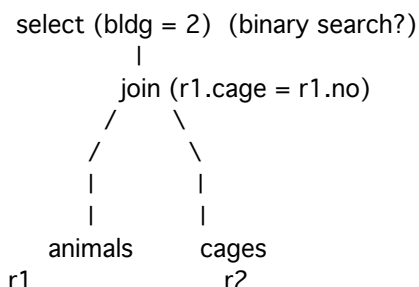 select (bldg = 2) (binary search?)
|
join (r1.cage = r1.no)
/ \
/ \
| |
| |
animals cages
r1 r2